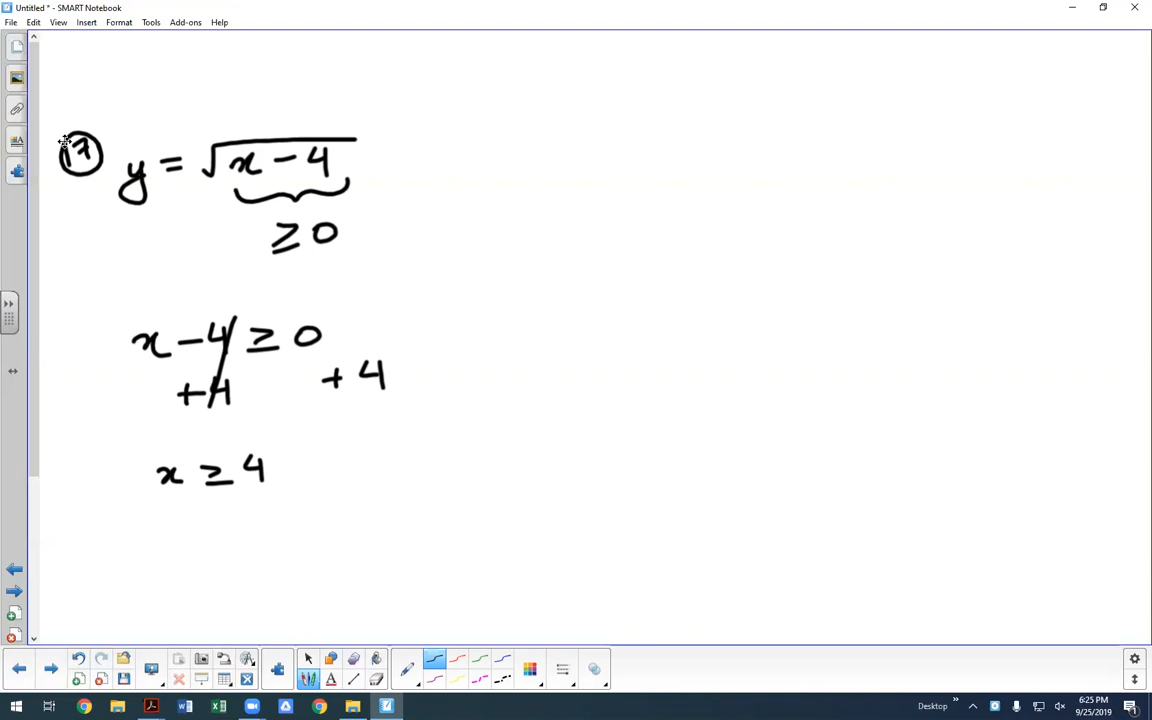 Untitled * - SMART Notebook
File Edit View Insert Format Tools Add-ons Help
17 y = √x - 4
≥ 0
x - 4 ≥ 0
+4 + 4
x ≥ 4
A
Desktop » 6:25 PM
9/25/2019